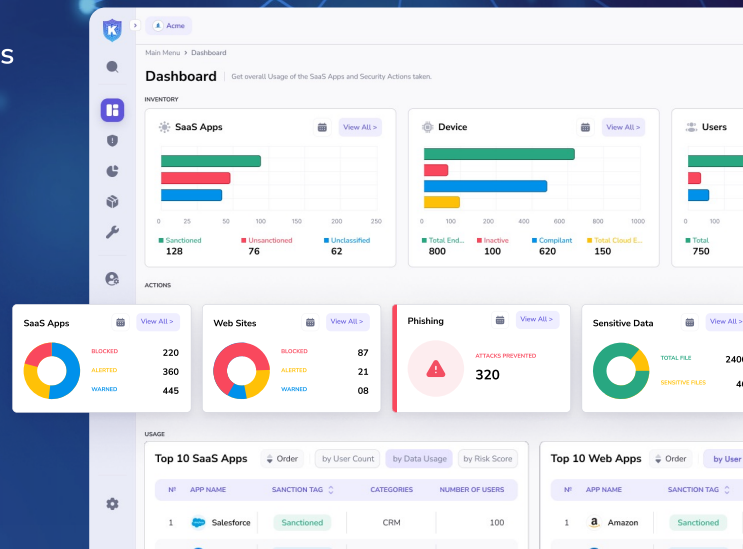 s
Acme
Main Menu > Dashboard
Dashboard Get overall Usage of the SaaS Apps and Security Actions taken.
INVENTORY
SaaS Apps View All >
0 25 50 100 150 200 250
Sanctioned Unsanctioned Unclassified
128 76 62
Device View All >
0 100 200 400 600 800 1000
Total End... Inactive Compilant Total Cloud E...
800 100 620 150
Users
0 100
Total
750
ACTIONS
SaaS Apps View All >
BLOCKED 220
ALERTED 360
WARNED 445
Web Sites View All >
BLOCKED 87
ALERTED 21
WARNED 08
Phishing View All >
ATTACKS PREVENTED
320
Sensitive Data View All >
TOTAL FILE 2400
SENSITIVE FILES
USAGE
Top 10 SaaS Apps Order by User Count by Data Usage by Risk Score
Nº APP NAME SANCTION TAG CATEGORIES NUMBER OF USERS
1 Salesforce Sanctioned CRM 100
Top 10 Web Apps Order by User
Nº APP NAME SANCTION TAG
1 Amazon Sanctioned